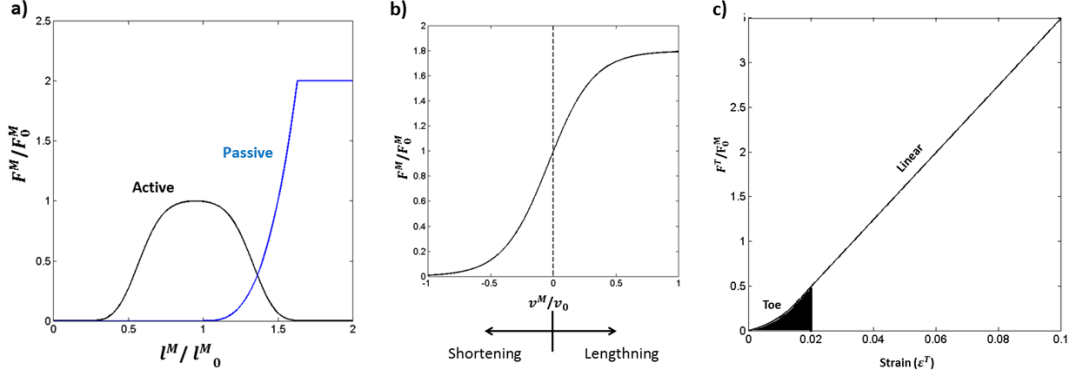 a)
2.5
2
1.5
1
0.5
0
0
0.5
1
1.5
2
F^M/F_0^M
Passive
Active
l^M/ l^M_0
b)
2
1.8
1.6
1.4
1.2
1
0.8
0.6
0.4
0.2
0
-1
-0.5
0
0.5
1
F^M/F_0^M
v^M/v_0
Shortening
Lengthning
c)
3.5
3
2.5
2
1.5
1
0.5
0
0
0.02
0.04
0.06
0.08
0.1
F^T/F_0^M
Linear
Toe
Strain (ε^T)